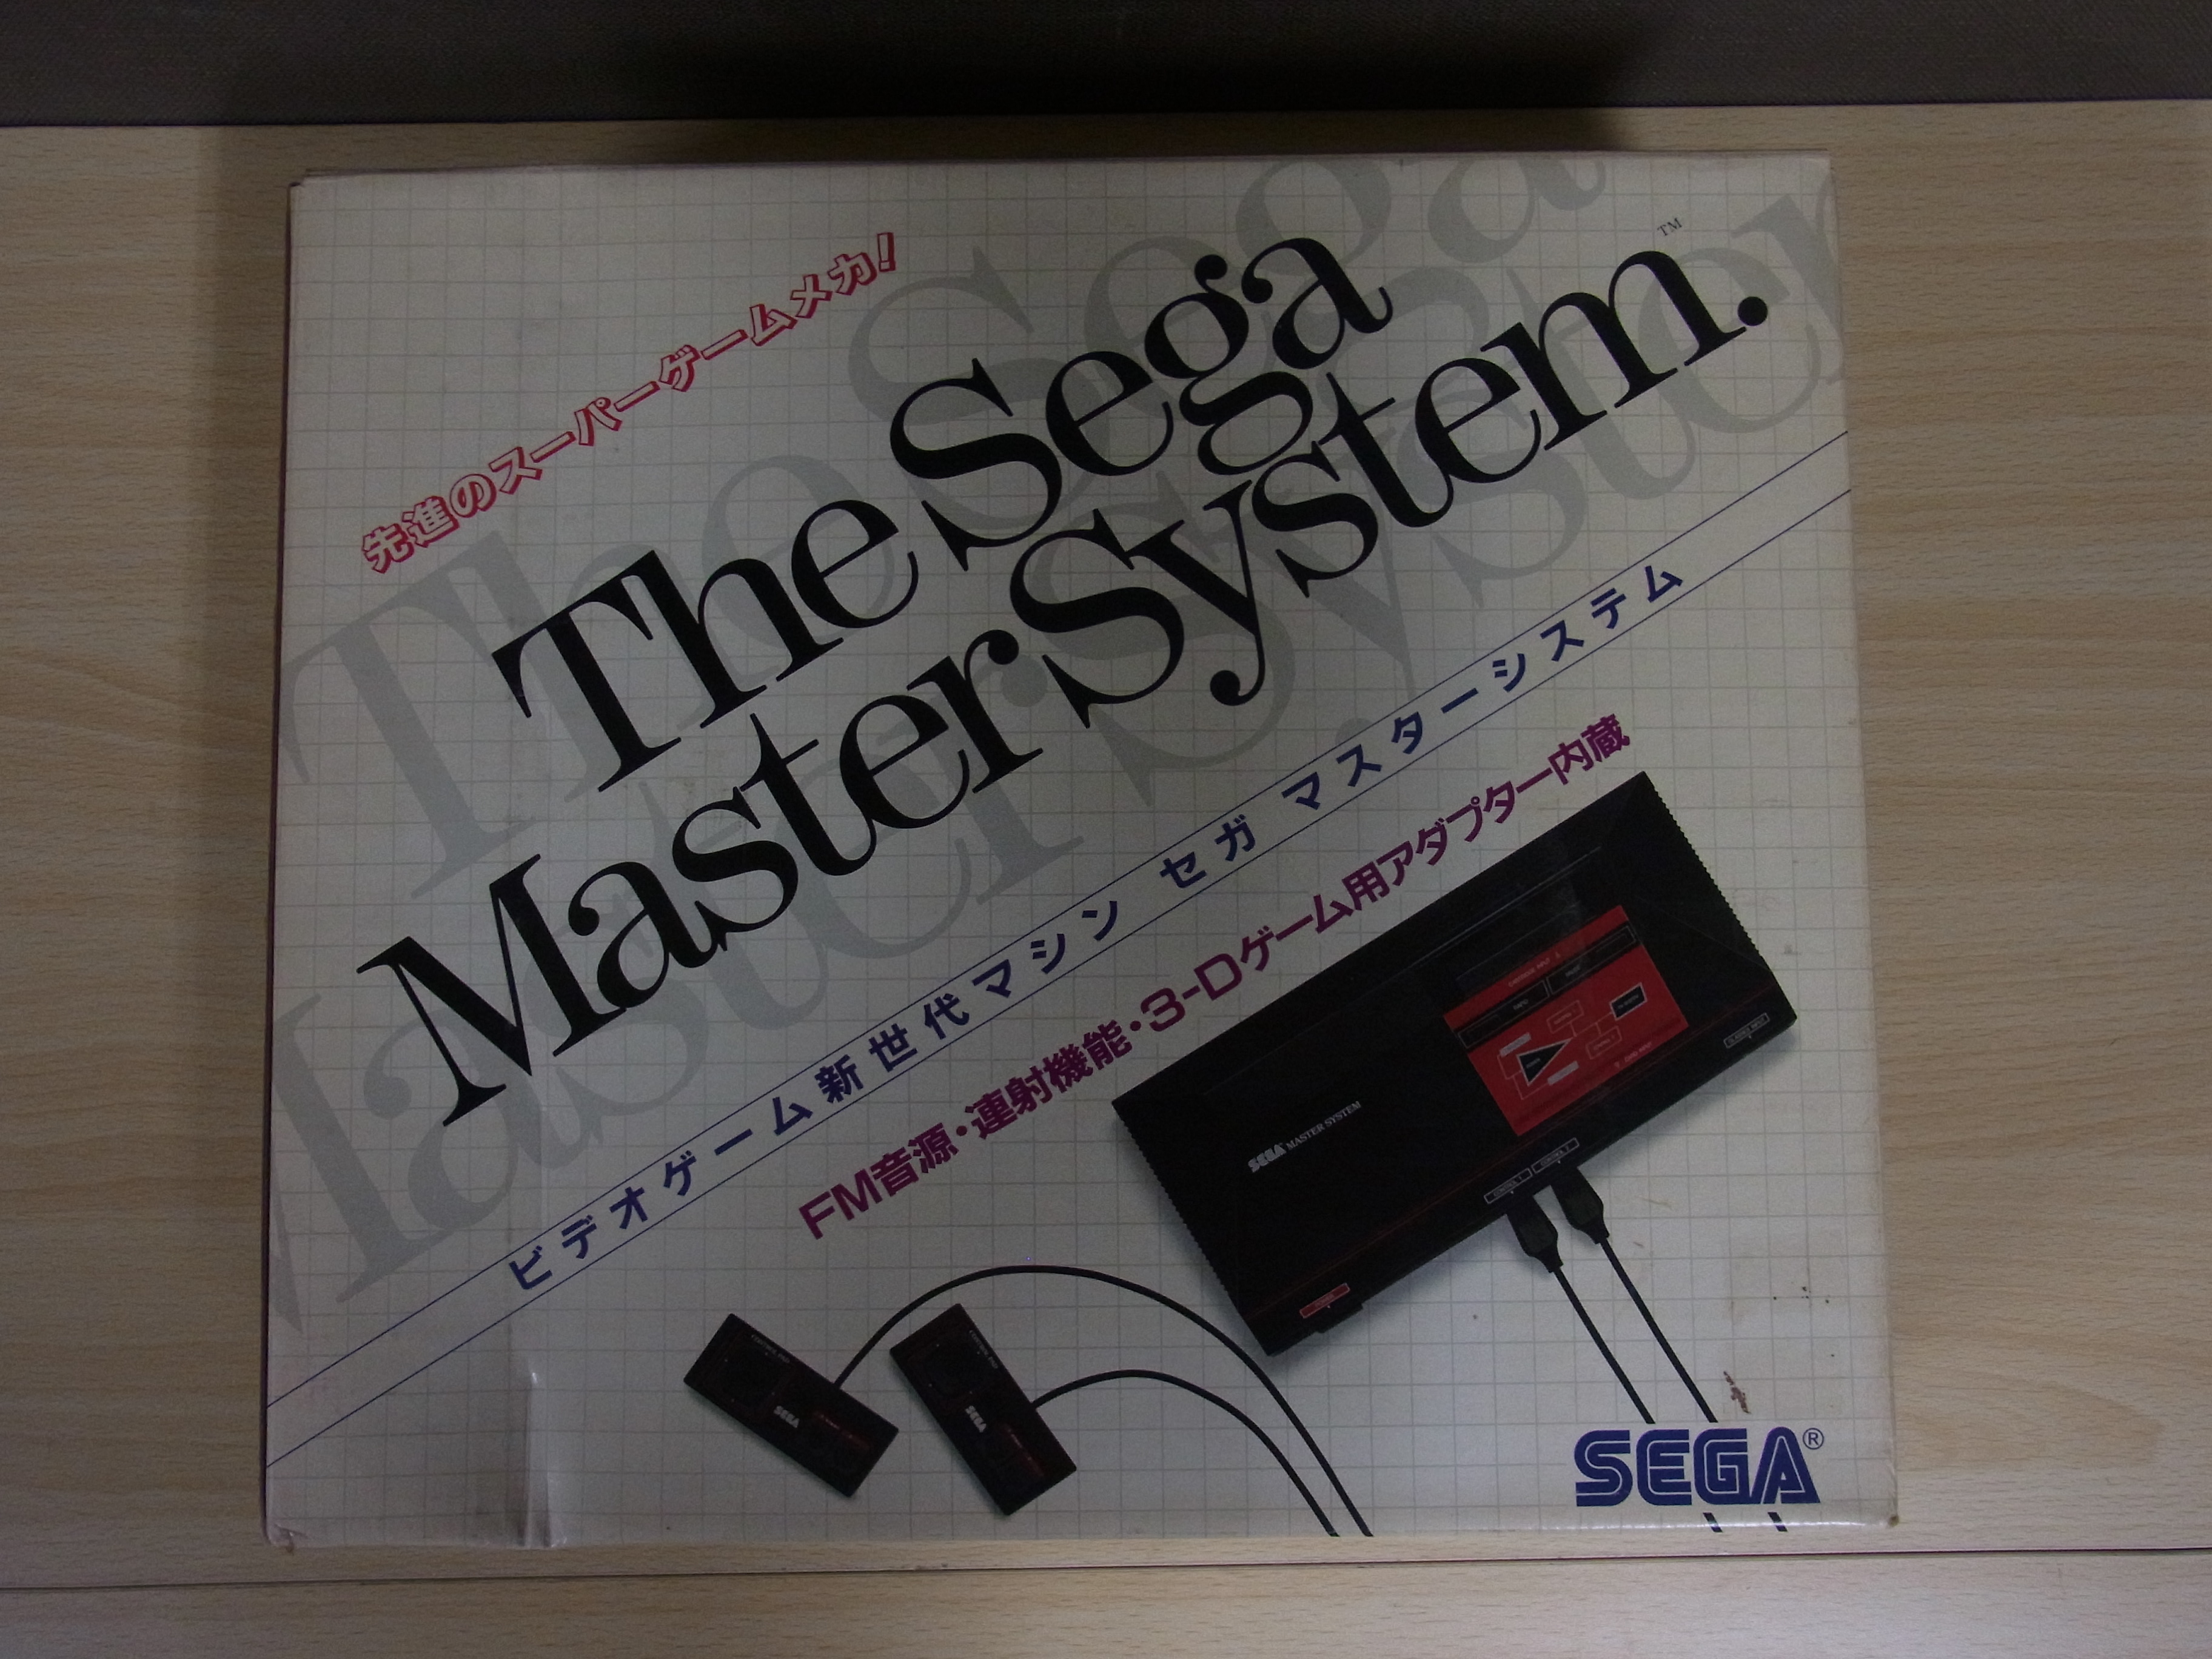 先進のスーパーゲームメカ!
The Sega
Master System.™
ビデオゲーム新世代マシン セガ マスターシステム
FM音源・連射機能・3-Dゲーム用アダプター内蔵
SEGA MASTER SYSTEM
SEGA
SEGA
SEGA®